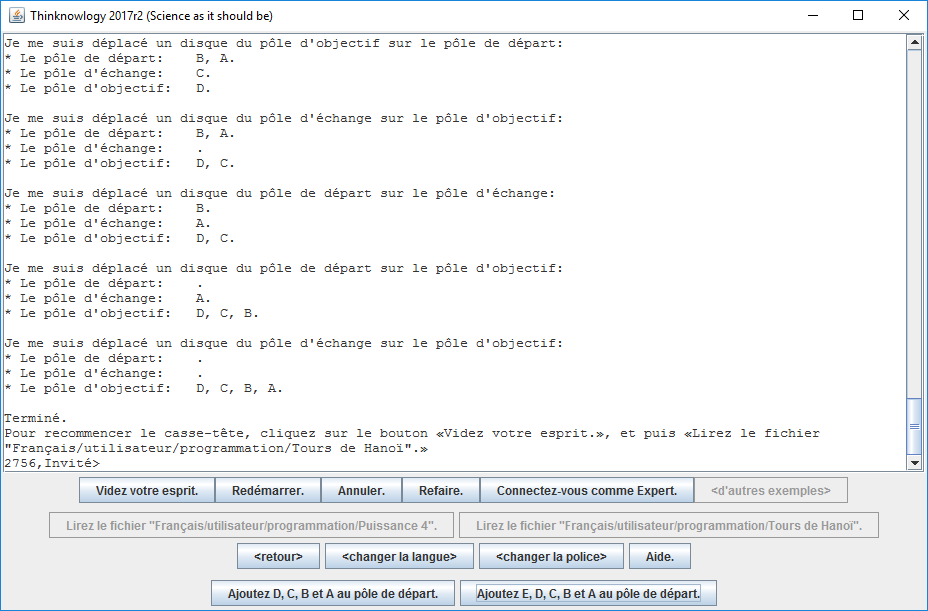 Thinknowlogy 2017r2 (Science as it should be)
Je me suis déplacé un disque du pôle d'objectif sur le pôle de départ:
* Le pôle de départ:    B, A.
* Le pôle d'échange:    C.
* Le pôle d'objectif:   D.
Je me suis déplacé un disque du pôle d'échange sur le pôle d'objectif:
* Le pôle de départ:    B, A.
* Le pôle d'échange:    .
* Le pôle d'objectif:   D, C.
Je me suis déplacé un disque du pôle de départ sur le pôle d'échange:
* Le pôle de départ:    B.
* Le pôle d'échange:    A.
* Le pôle d'objectif:   D, C.
Je me suis déplacé un disque du pôle de départ sur le pôle d'objectif:
* Le pôle de départ:    .
* Le pôle d'échange:    A.
* Le pôle d'objectif:   D, C, B.
Je me suis déplacé un disque du pôle d'échange sur le pôle d'objectif:
* Le pôle de départ:    .
* Le pôle d'échange:    .
* Le pôle d'objectif:   D, C, B, A.
Terminé.
Pour recommencer le casse-tête, cliquez sur le bouton «Videz votre esprit.», et puis «Lirez le fichier
"Français/utilisateur/programmation/Tours de Hanoï".»
2756,Invité>
Videz votre esprit. Redémarrer. Annuler. Refaire. Connectez-vous comme Expert. <d'autres exemples>
Lirez le fichier "Français/utilisateur/programmation/Puissance 4". Lirez le fichier "Français/utilisateur/programmation/Tours de Hanoï".
<retour> <changer la langue> <changer la police> Aide.
Ajoutez D, C, B et A au pôle de départ. Ajoutez E, D, C, B et A au pôle de départ.